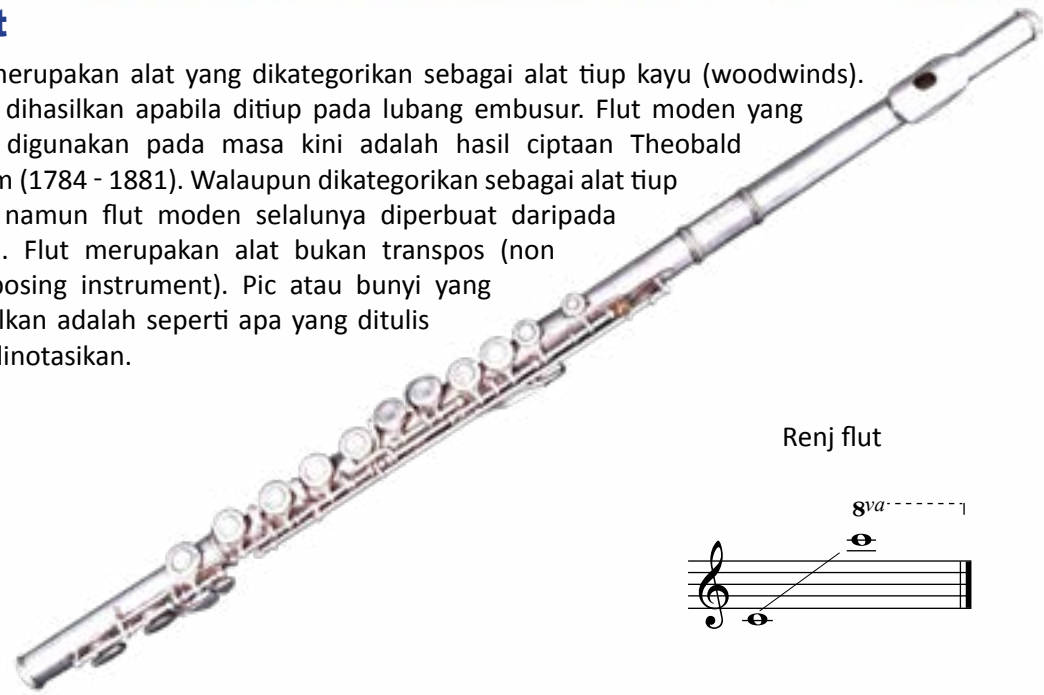 t
merupakan alat yang dikategorikan sebagai alat tiup kayu (woodwinds).
dihasilkan apabila ditiup pada lubang embusur. Flut moden yang
digunakan pada masa kini adalah hasil ciptaan Theobald
m (1784 - 1881). Walaupun dikategorikan sebagai alat tiup
namun flut moden selalunya diperbuat daripada
. Flut merupakan alat bukan transpos (non
posing instrument). Pic atau bunyi yang
lkan adalah seperti apa yang ditulis
dinotasikan.
Renj flut
8va